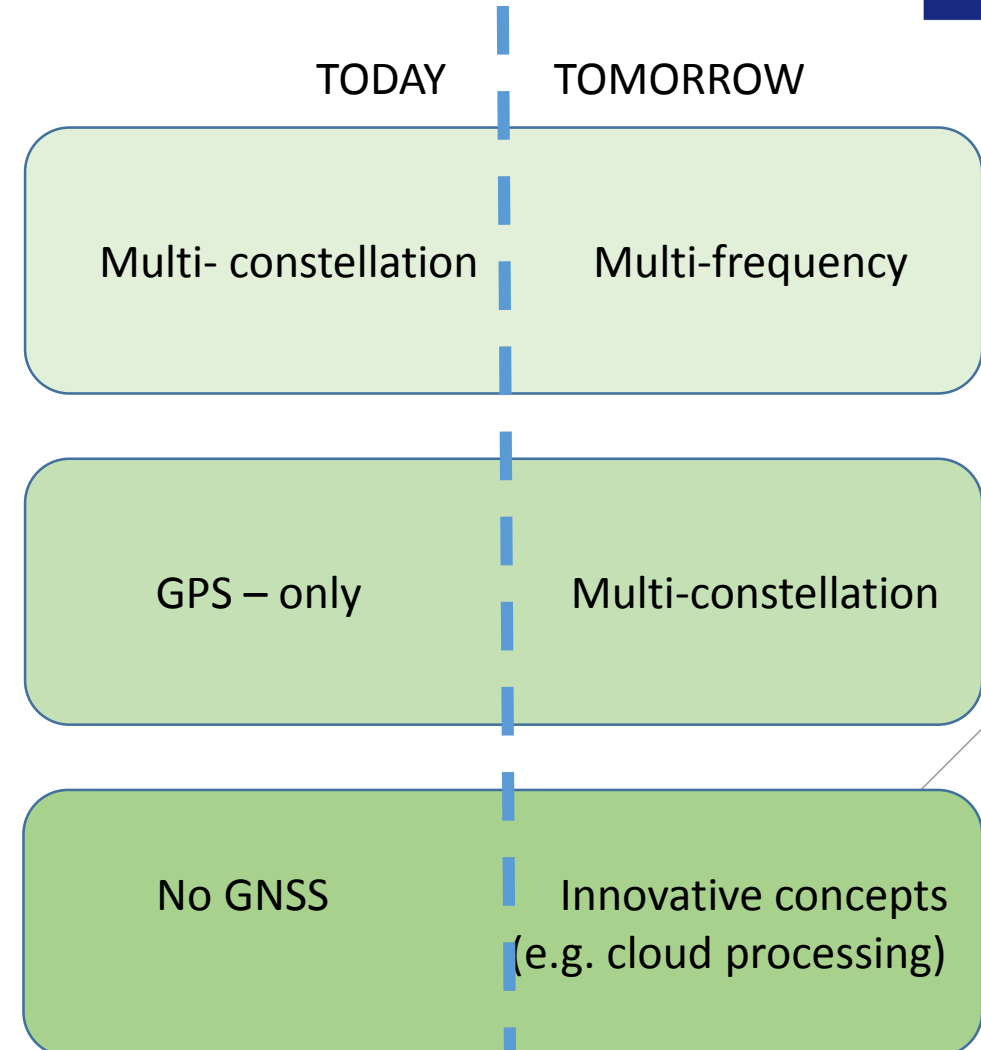 TODAY TOMORROW
Multi- constellation Multi-frequency
GPS – only Multi-constellation
No GNSS Innovative concepts
(e.g. cloud processing)